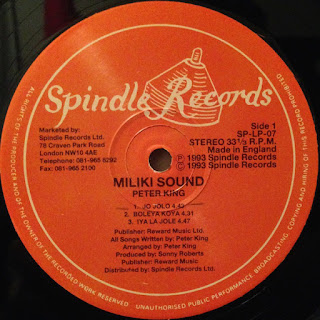 Spindle Records
Marketed by:
Spindle Records Ltd.
78 Craven Park Road
London NW10 4AE
Telephone: 081-965 6292
Fax: 081-965 2100
Side 1
SP-LP-07
STEREO 33⅓ R.P.M.
Made in England
Ⓟ 1993 Spindle Records
© 1993 Spindle Records
MILIKI SOUND
PETER KING
1. JO JOLO 4.42
2. BOLEYA KOYA 4.31
3. IYA LA JOLE 4.47
Publisher: Reward Music Ltd.
All Songs Written by: Peter King
Arranged by: Peter King
Produced by: Sonny Roberts
Publisher: Reward Music
Distributed by: Spindle Records Ltd.
ALL RIGHTS OF THE PRODUCER AND OF THE OWNER OF THE RECORDED WORK RESERVED
UNAUTHORISED PUBLIC PERFORMANCE, BROADCASTING, COPYING AND HIRING OF THIS RECORD PROHIBITED